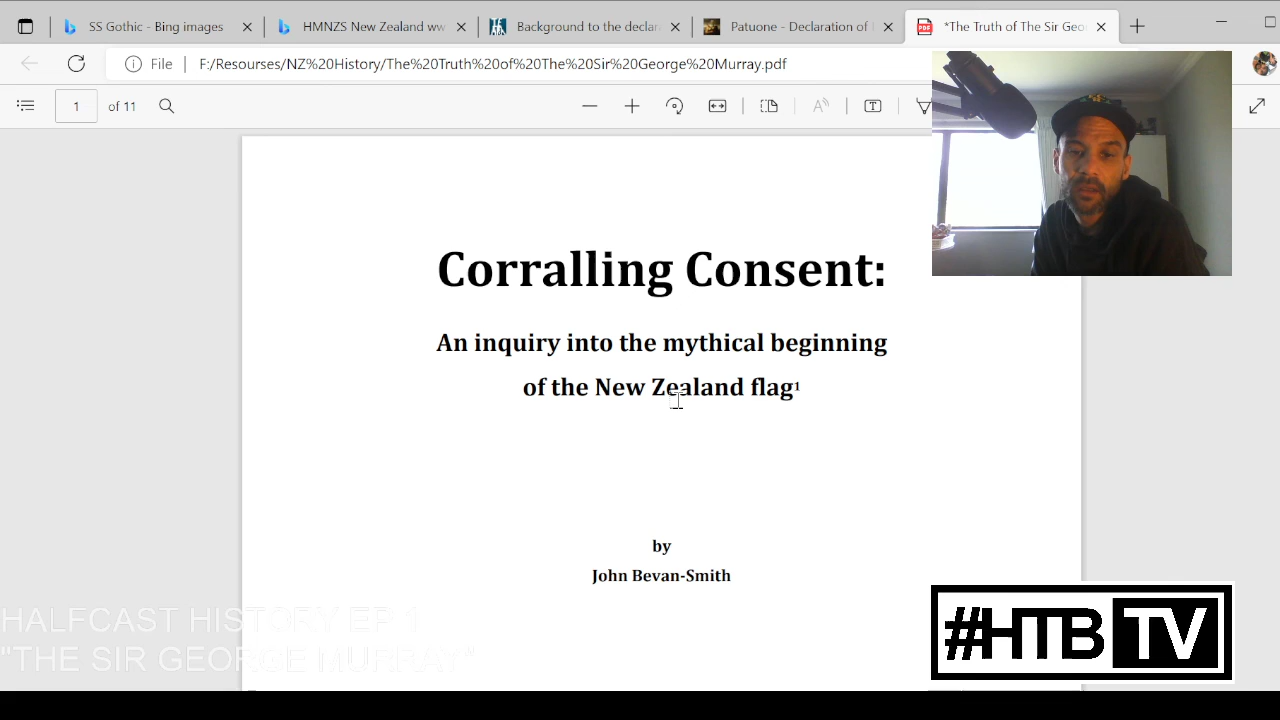 SS Gothic - Bing images
HMNZS New Zealand ww
Background to the declar
Patuone - Declaration of
*The Truth of The Sir Geo
File
F:/Resources/NZ%20History/The%20Truth%20of%20The%20Sir%20George%20Murray.pdf
1 of 11
Corralling Consent:
An inquiry into the mythical beginning
of the New Zealand flag1
by
John Bevan-Smith
HALFCAST HISTORY EP 1
"THE SIR GEORGE MURRAY"
#HTB TV